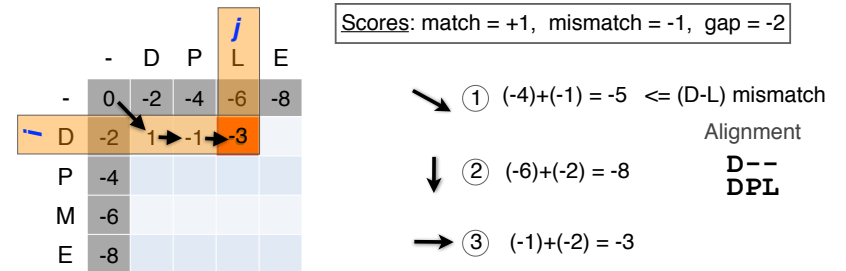 j
Scores: match = +1, mismatch = -1, gap = -2
- D P L E
- 0 -2 -4 -6 -8
i D -2 1 -1 -3
P -4
M -6
E -8
1 (-4)+(-1) = -5 <= (D-L) mismatch
Alignment
D--
DPL
2 (-6)+(-2) = -8
3 (-1)+(-2) = -3